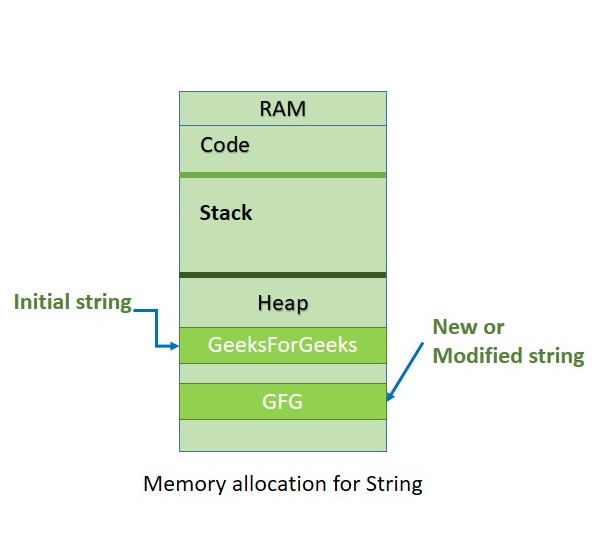 RAM
Code
Stack
Initial string
Heap
GeeksForGeeks
New or
Modified string
GFG
Memory allocation for String